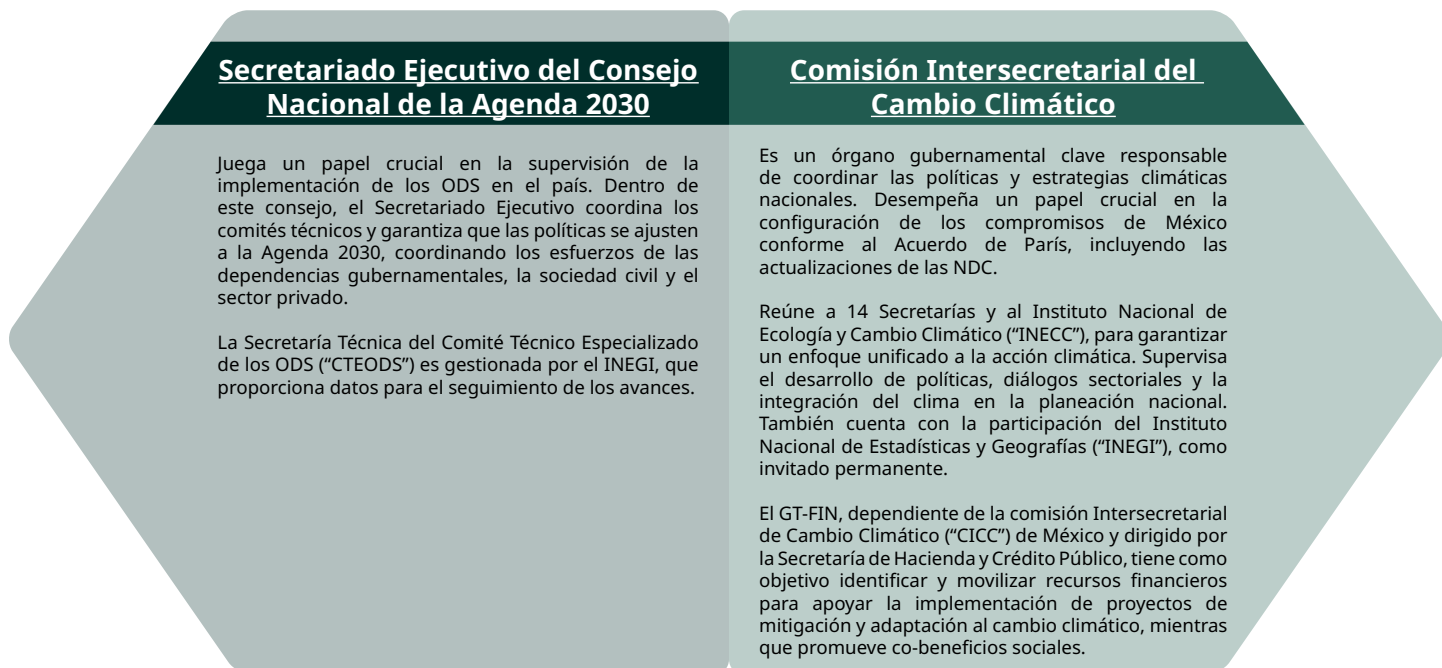 Secretariado Ejecutivo del Consejo
Nacional de la Agenda 2030
Juega un papel crucial en la supervisión de la
implementación de los ODS en el país. Dentro de
este consejo, el Secretariado Ejecutivo coordina los
comités técnicos y garantiza que las políticas se ajusten
a la Agenda 2030, coordinando los esfuerzos de las
dependencias gubernamentales, la sociedad civil y el
sector privado.
La Secretaría Técnica del Comité Técnico Especializado
de los ODS (“CTEODS”) es gestionada por el INEGI, que
proporciona datos para el seguimiento de los avances.
Comisión Intersecretarial del
Cambio Climático
Es un órgano gubernamental clave responsable
de coordinar las políticas y estrategias climáticas
nacionales. Desempeña un papel crucial en la
configuración de los compromisos de México
conforme al Acuerdo de París, incluyendo las
actualizaciones de las NDC.
Reúne a 14 Secretarías y al Instituto Nacional de
Ecología y Cambio Climático (“INECC”), para garantizar
un enfoque unificado a la acción climática. Supervisa
el desarrollo de políticas, diálogos sectoriales y la
integración del clima en la planeación nacional.
También cuenta con la participación del Instituto
Nacional de Estadísticas y Geografías (“INEGI”), como
invitado permanente.
El GT-FIN, dependiente de la comisión Intersecretarial
de Cambio Climático (“CICC”) de México y dirigido por
la Secretaría de Hacienda y Crédito Público, tiene como
objetivo identificar y movilizar recursos financieros
para apoyar la implementación de proyectos de
mitigación y adaptación al cambio climático, mientras
que promueve co-beneficios sociales.